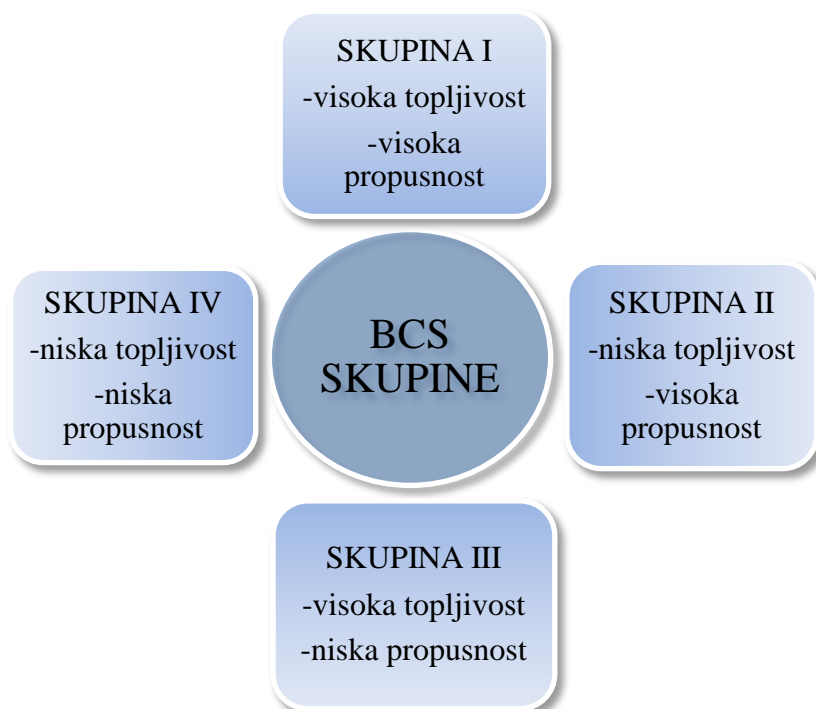 SKUPINA I
-visoka topljivost
-visoka
propusnost
SKUPINA IV
-niska topljivost
-niska
propusnost
BCS
SKUPINE
SKUPINA II
-niska topljivost
-visoka
propusnost
SKUPINA III
-visoka topljivost
-niska propusnost